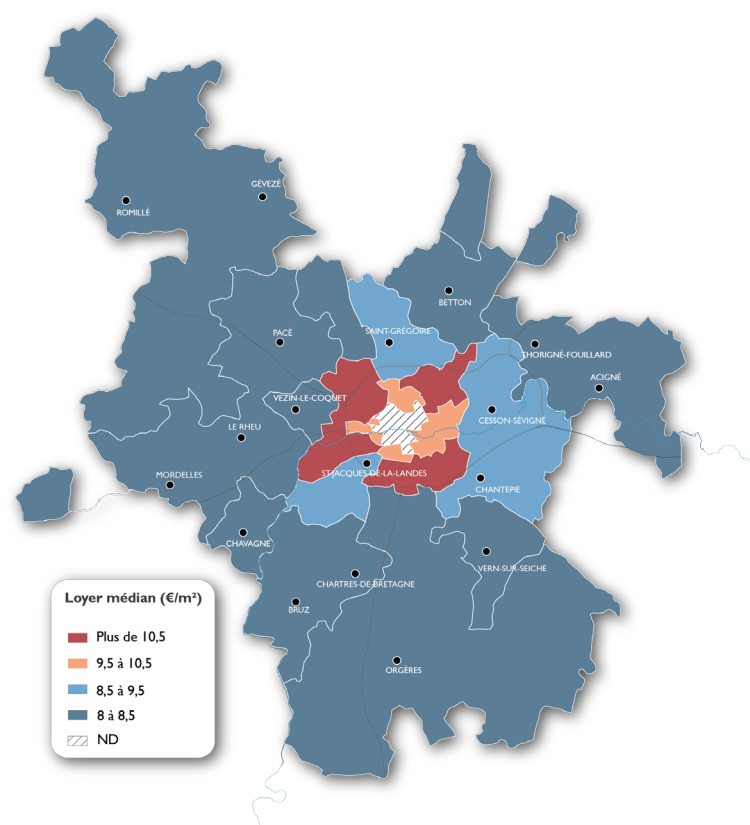 GÉVEZÉ
ROMILLÉ
BETTON
SAINT-GRÉGOIRE
PACÉ
THORIGNÉ-FOUILLARD
ACIGNÉ
VEZIN-LE-COQUET
CESSON-SÉVIGNÉ
LE RHEU
ST-JACQUES-DE-LA-LANDES
MORDELLES
CHANTEPIE
CHAVAGNE
VERN-SUR-SEICHE
CHARTRES-DE-BRETAGNE
BRUZ
ORGÈRES
Loyer médian (€/m²)
Plus de 10,5
9,5 à 10,5
8,5 à 9,5
8 à 8,5
ND